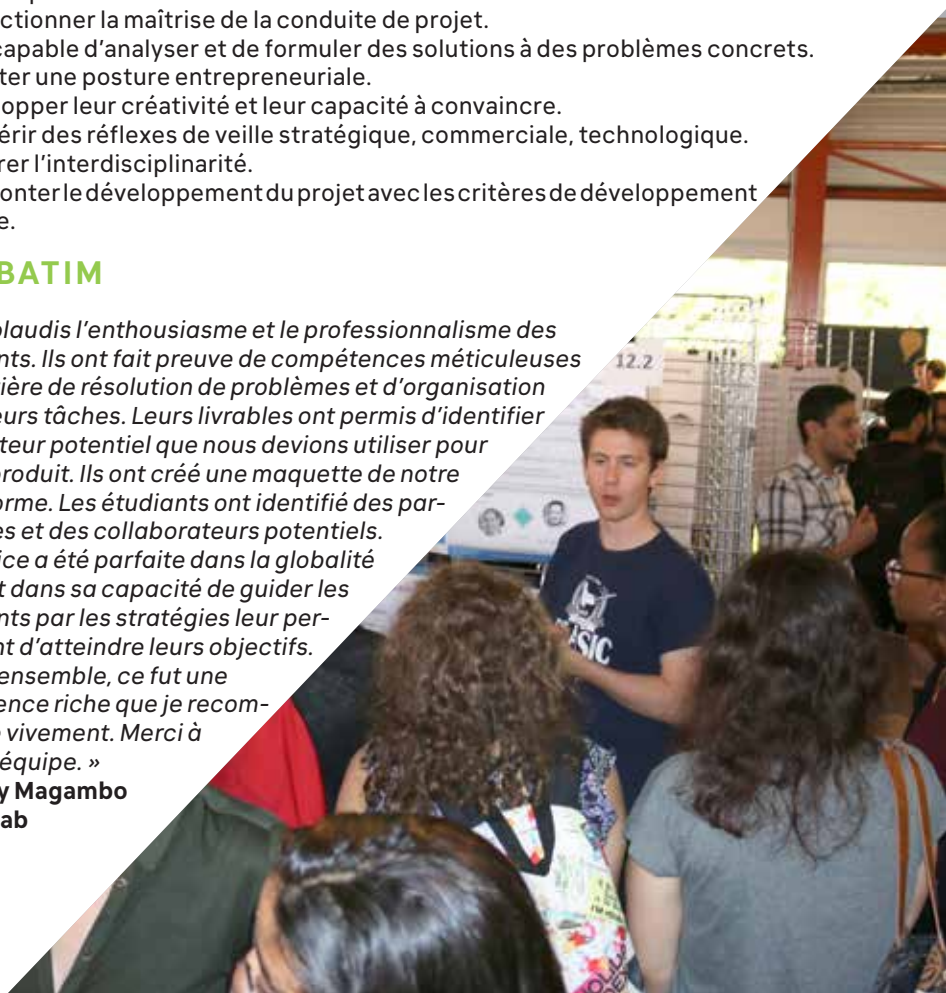 ctionner la maîtrise de la conduite de projet.
capable d’analyser et de formuler des solutions à des problèmes concrets.
ter une posture entrepreneuriale.
opper leur créativité et leur capacité à convaincre.
érir des réflexes de veille stratégique, commerciale, technologique.
rer l’interdisciplinarité.
onter le développement du projet avec les critères de développement
e.
BATIM
plaudis l’enthousiasme et le professionnalisme des
nts. Ils ont fait preuve de compétences méticuleuses
ière de résolution de problèmes et d’organisation
eurs tâches. Leurs livrables ont permis d’identifier
teur potentiel que nous devions utiliser pour
produit. Ils ont créé une maquette de notre
orme. Les étudiants ont identifié des par-
es et des collaborateurs potentiels.
ice a été parfaite dans la globalité
t dans sa capacité de guider les
nts par les stratégies leur per-
nt d'atteindre leurs objectifs.
ensemble, ce fut une
ence riche que je recom-
vivement. Merci à
équipe. »
y Magambo
ab
12.2